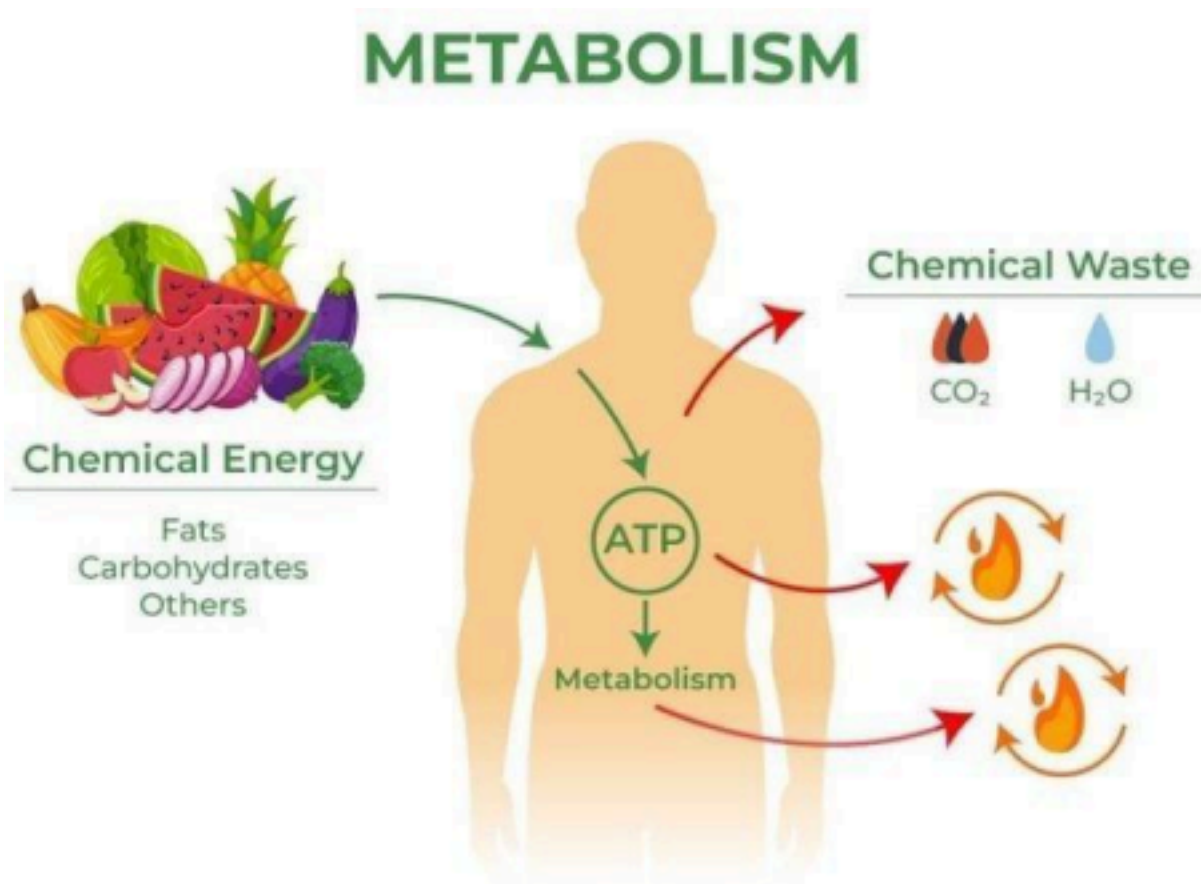 METABOLISM
Chemical Energy
Fats
Carbohydrates
Others
ATP
Metabolism
Chemical Waste
CO₂ H₂O